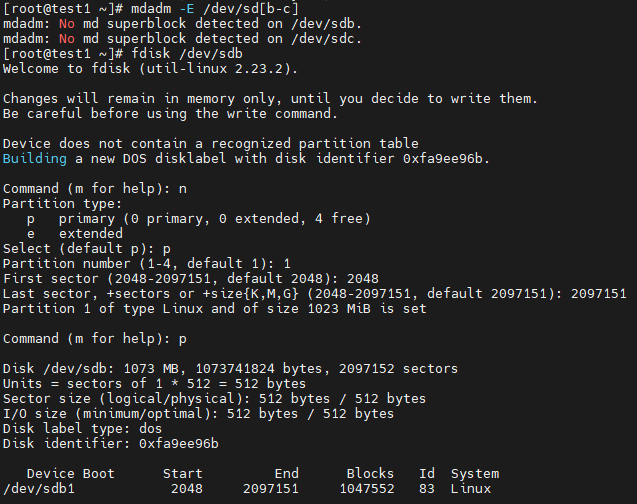 [root@test1 ~]# mdadm -E /dev/sd[b-c]
mdadm: No md superblock detected on /dev/sdb.
mdadm: No md superblock detected on /dev/sdc.
[root@test1 ~]# fdisk /dev/sdb
Welcome to fdisk (util-linux 2.23.2).

Changes will remain in memory only, until you decide to write them.
Be careful before using the write command.

Device does not contain a recognized partition table
Building a new DOS disklabel with disk identifier 0xfa9ee96b.

Command (m for help): n
Partition type:
   p   primary (0 primary, 0 extended, 4 free)
   e   extended
Select (default p): p
Partition number (1-4, default 1): 1
First sector (2048-2097151, default 2048): 2048
Last sector, +sectors or +size{K,M,G} (2048-2097151, default 2097151): 2097151
Partition 1 of type Linux and of size 1023 MiB is set

Command (m for help): p

Disk /dev/sdb: 1073 MB, 1073741824 bytes, 2097152 sectors
Units = sectors of 1 * 512 = 512 bytes
Sector size (logical/physical): 512 bytes / 512 bytes
I/O size (minimum/optimal): 512 bytes / 512 bytes
Disk label type: dos
Disk identifier: 0xfa9ee96b

   Device Boot      Start         End      Blocks   Id  System
/dev/sdb1            2048     2097151     1047552   83  Linux